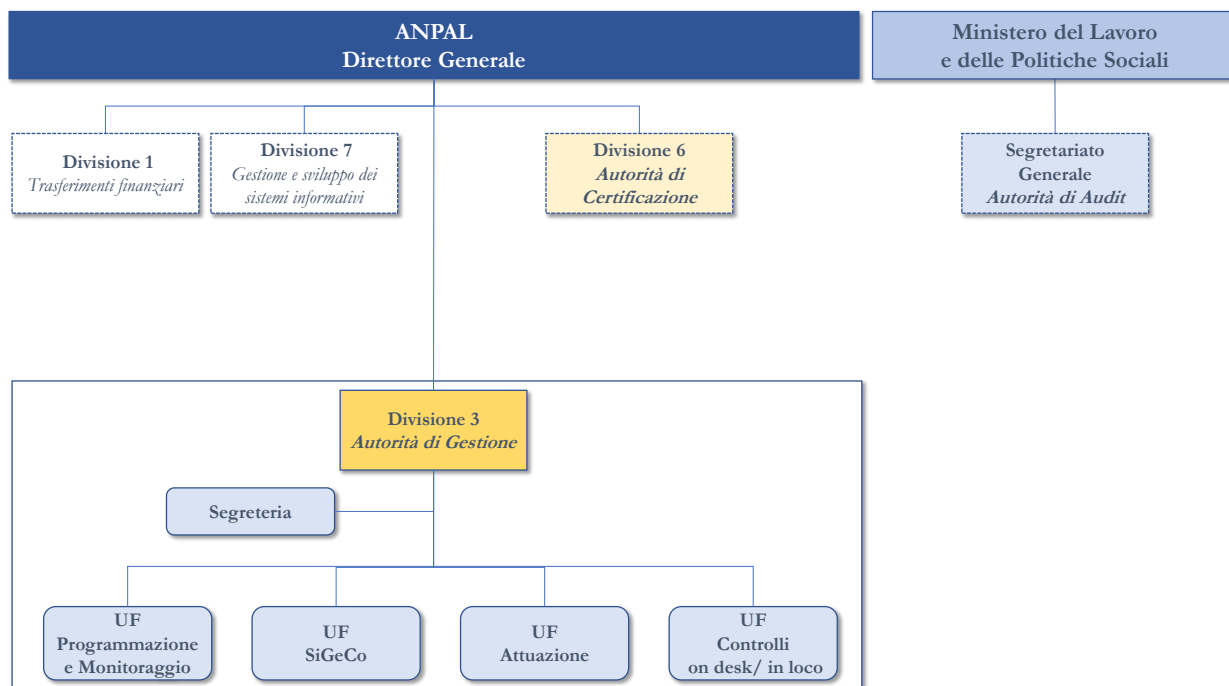 ANPAL
Direttore Generale
Ministero del Lavoro
e delle Politiche Sociali
Divisione 1
Trasferimenti finanziari
Divisione 7
Gestione e sviluppo dei
sistemi informativi
Divisione 6
Autorità di
Certificazione
Segretariato
Generale
Autorità di Audit
Divisione 3
Autorità di Gestione
Segreteria
UF
Programmazione
e Monitoraggio
UF
SiGeCo
UF
Attuazione
UF
Controlli
on desk/ in loco